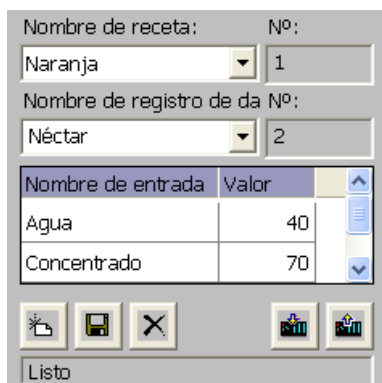 Nombre de receta: Nº:
Naranja 1
Nombre de registro de da Nº:
Néctar 2
Nombre de entrada Valor
Agua 40
Concentrado 70
Listo